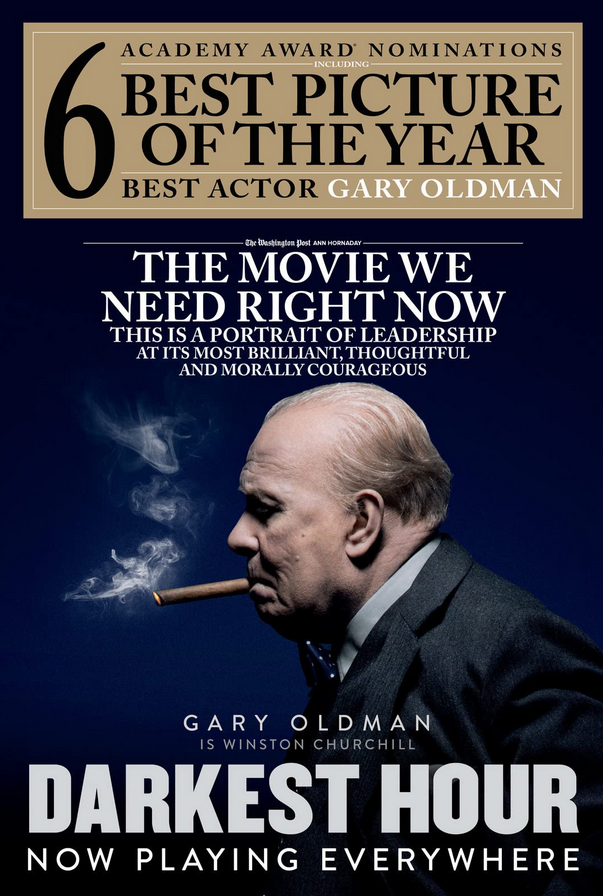 6
ACADEMY AWARD® NOMINATIONS
INCLUDING
BEST PICTURE
OF THE YEAR
BEST ACTOR GARY OLDMAN
The Washington Post ANN HORNADAY
THE MOVIE WE
NEED RIGHT NOW
THIS IS A PORTRAIT OF LEADERSHIP
AT ITS MOST BRILLIANT, THOUGHTFUL
AND MORALLY COURAGEOUS
GARY OLDMAN
IS WINSTON CHURCHILL
DARKEST HOUR
NOW PLAYING EVERYWHERE